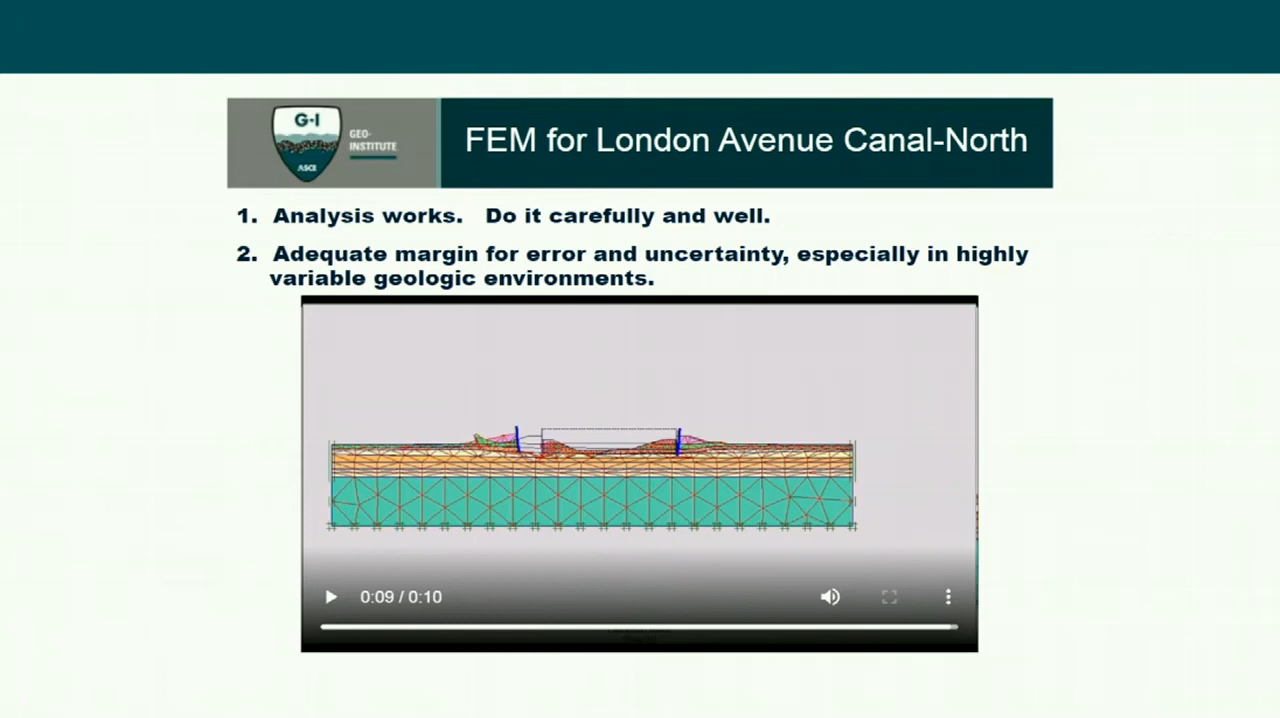 G-I
GEO-
INSTITUTE
ASCE
FEM for London Avenue Canal-North
1. Analysis works. Do it carefully and well.
2. Adequate margin for error and uncertainty, especially in highly
variable geologic environments.
0:09 / 0:10